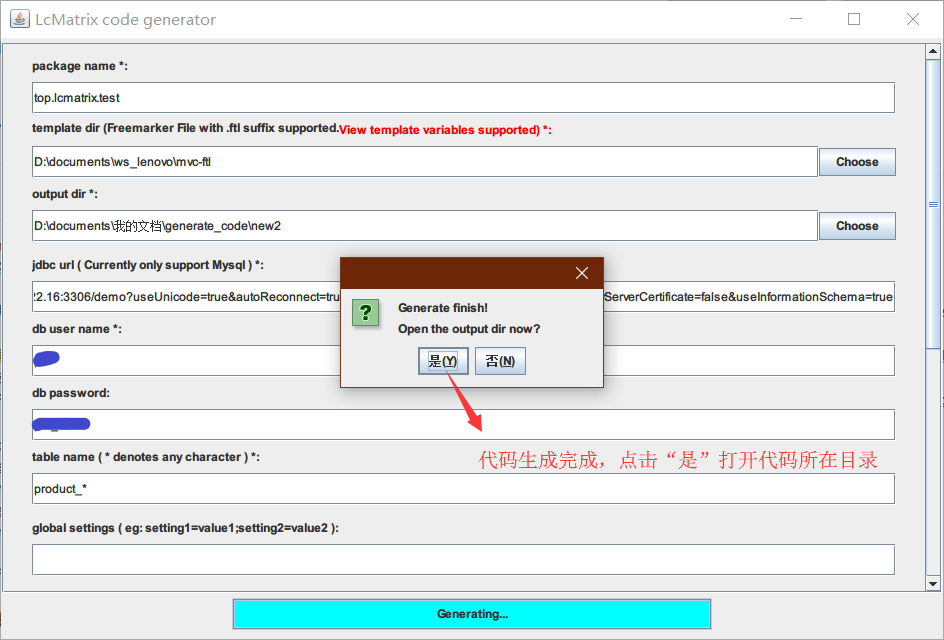 LcMatrix code generator
package name *:
top.lcmatrix.test
template dir (Freemarker File with .ftl suffix supported.View template variables supported) *:
D:\documents\ws_lenovo\mvc-ftl
Choose
output dir *:
D:\documents\我的文档\generate_code\new2
Choose
jdbc url ( Currently only support Mysql ) *:
2.16:3306/demo?useUnicode=true&autoReconnect=tru
ServerCertificate=false&useInformationSchema=true
Generate finish!
Open the output dir now?
是(Y)
否(N)
db user name *:
db password:
代码生成完成，点击“是”打开代码所在目录
table name ( * denotes any character ) *:
product_*
global settings ( eg: setting1=value1;setting2=value2 ):
Generating...